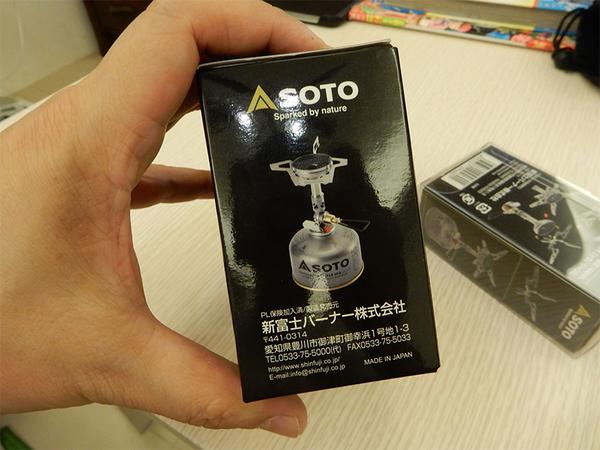 SOTO
Sparked by nature
SOTO
PL保険加入済/製造発売元
新富士バーナー株式会社
〒441-0314
愛知県豊川市御津町御幸浜1号地1-3
TEL0533-75-5000(代) FAX0533-75-5033
http://www.shinfuji.co.jp/
E-mail:info@shinfuji.co.jp
MADE IN JAPAN
SOTO